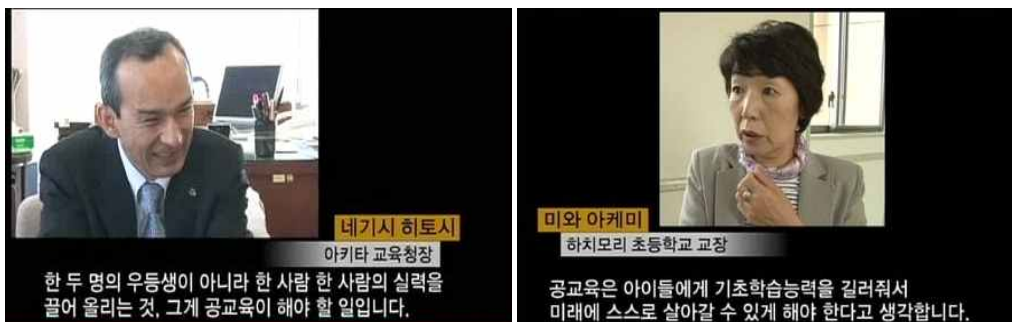 네기시 히토시
아키타 교육청장
한 두 명의 우등생이 아니라 한 사람 한 사람의 실력을
끌어 올리는 것, 그게 공교육이 해야 할 일입니다.
미와 아케미
하치모리 초등학교 교장
공교육은 아이들에게 기초학습능력을 길러줘서
미래에 스스로 살아갈 수 있게 해야 한다고 생각합니다.